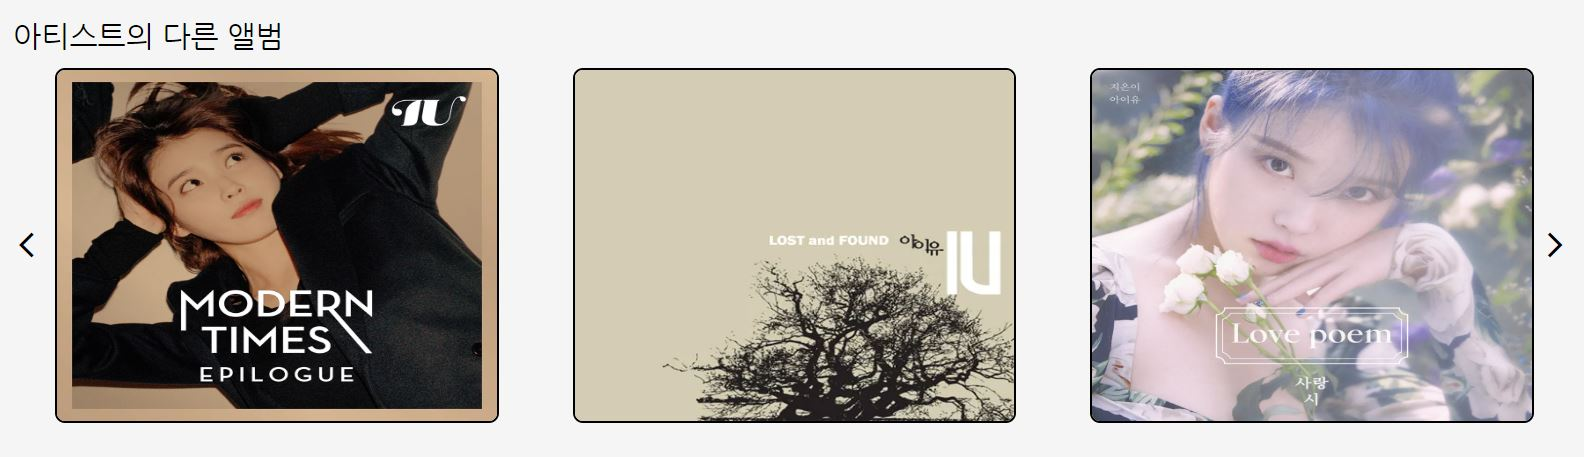 아티스트의 다른 앨범
IU
MODERN
TIMES
EPILOGUE
LOST and FOUND 아이유 IU
지은이
아이유
Love poem
사랑
시